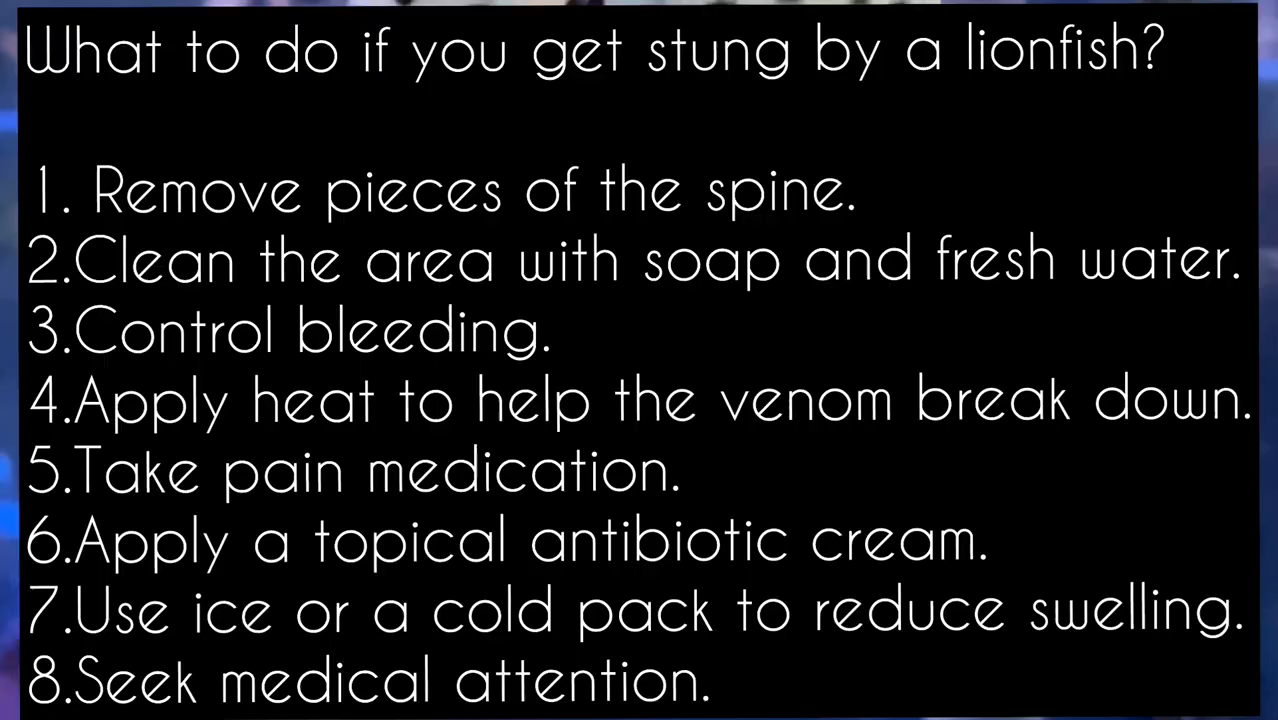 What to do if you get stung by a lionfish?
1. Remove pieces of the spine.
2.Clean the area with soap and fresh water.
3.Control bleeding.
4.Apply heat to help the venom break down.
5.Take pain medication.
6.Apply a topical antibiotic cream.
7.Use ice or a cold pack to reduce swelling.
8.Seek medical attention.